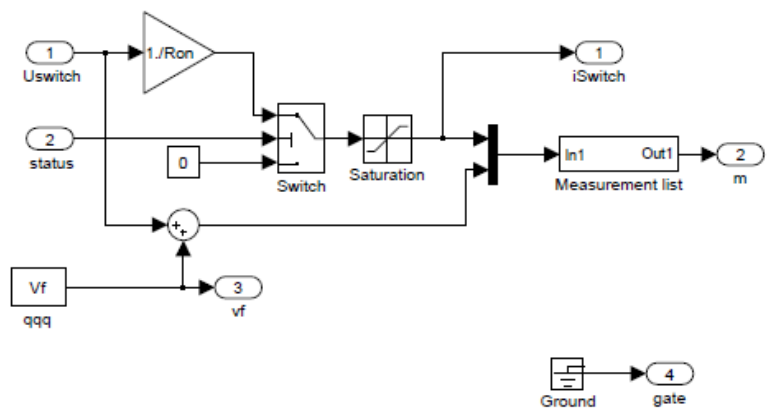 1
Uswitch
1./Ron
1
iSwitch
2
status
0
Switch
Saturation
In1
Out1
Measurement list
2
m
Vf
qqq
3
vf
Ground
4
gate